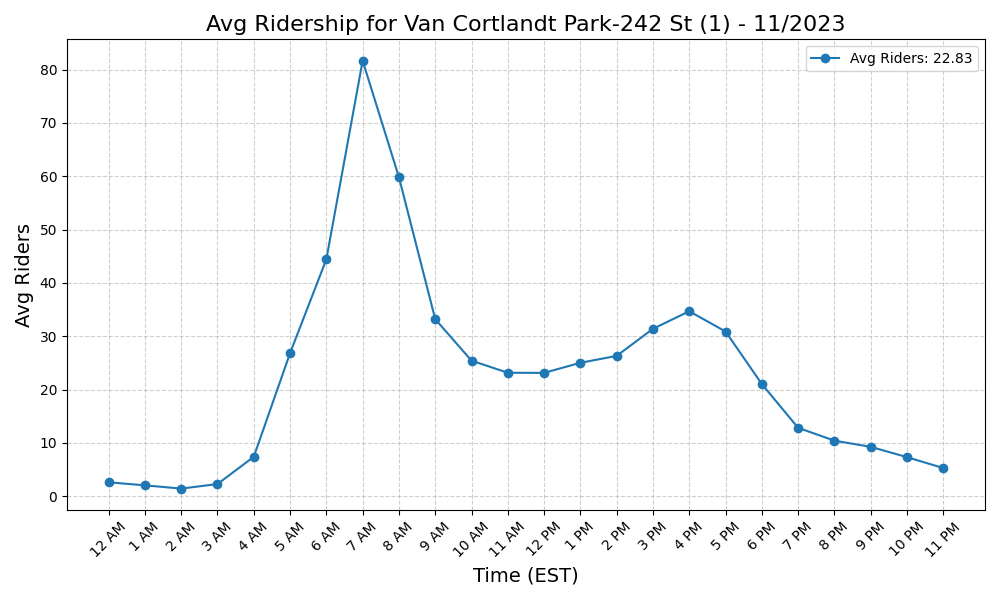 Avg Ridership for Van Cortlandt Park-242 St (1) - 11/2023
Avg Riders: 22.83
Avg Riders
80
70
60
50
40
30
20
10
0
12 AM
1 AM
2 AM
3 AM
4 AM
5 AM
6 AM
7 AM
8 AM
9 AM
10 AM
11 AM
12 PM
1 PM
2 PM
3 PM
4 PM
5 PM
6 PM
7 PM
8 PM
9 PM
10 PM
11 PM
Time (EST)